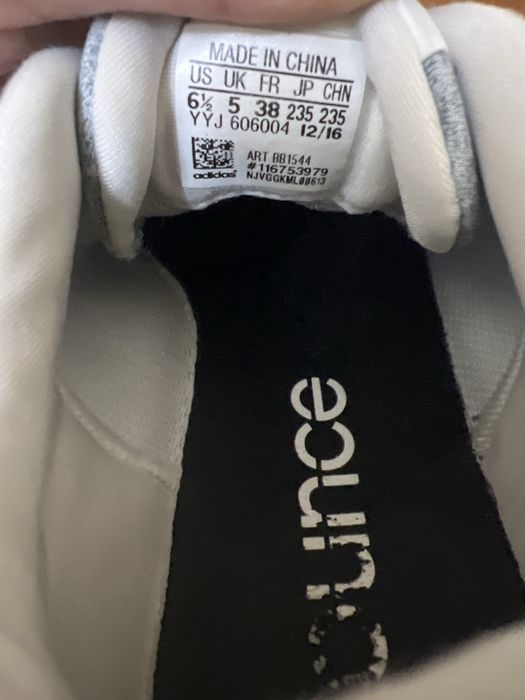 MADE IN CHINA
US UK FR JP CHN
6½ 5 38 235 235
YYJ 606004 12/16
ART BB1544
#116753979
adidas NJVGGKML00613
ounce